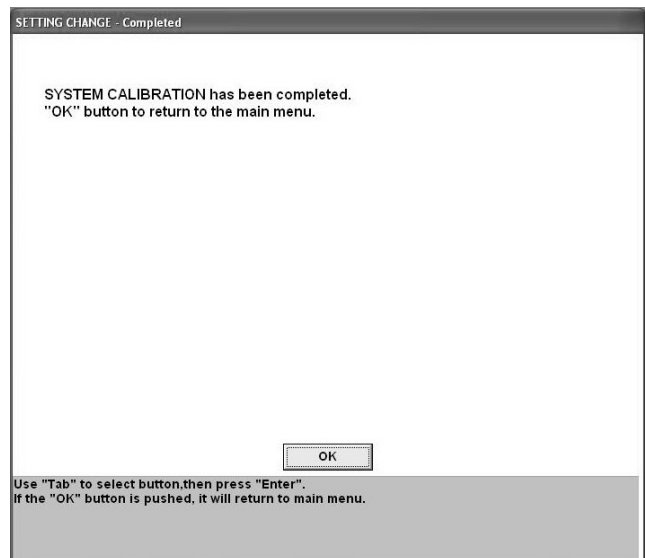 SETTING CHANGE - Completed
SYSTEM CALIBRATION has been completed.
"OK" button to return to the main menu.
OK
Use "Tab" to select button,then press "Enter".
If the "OK" button is pushed, it will return to main menu.